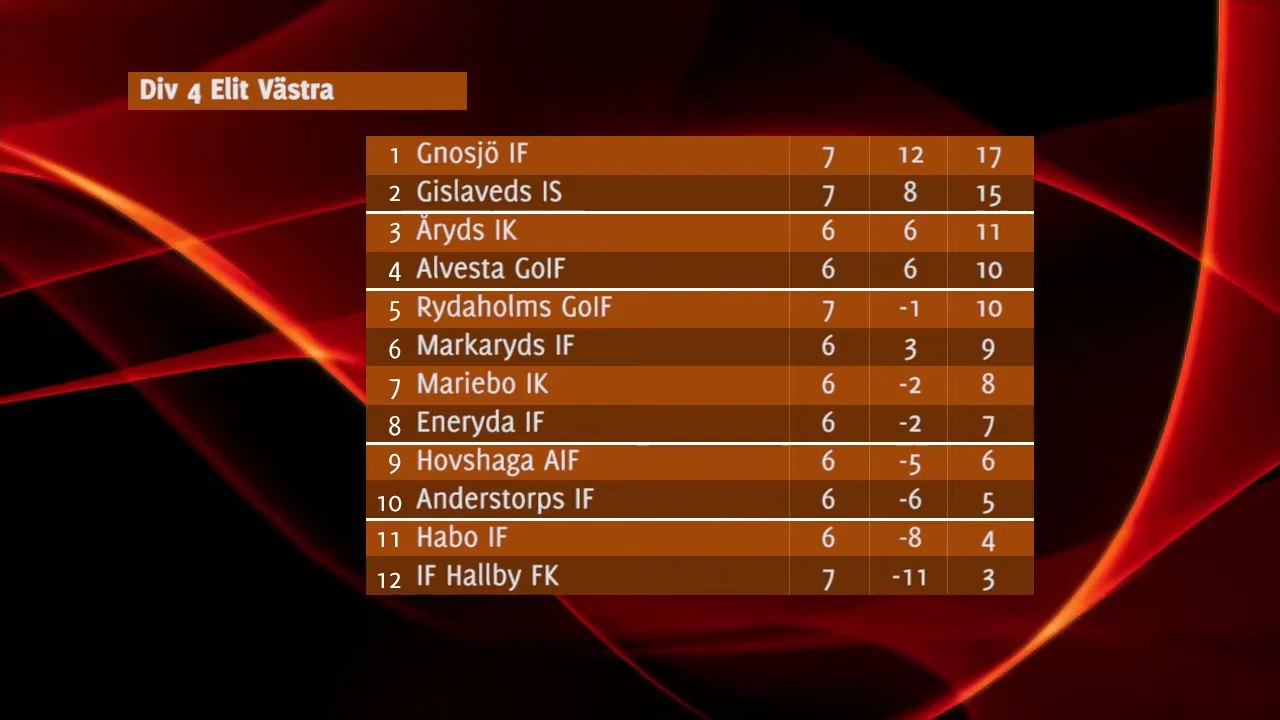 Div 4 Elit Västra
1 Gnosjö IF 7 12 17
2 Gislaveds IS 7 8 15
3 Åryds IK 6 6 11
4 Alvesta GoIF 6 6 10
5 Rydaholms GoIF 7 -1 10
6 Markaryds IF 6 3 9
7 Mariebo IK 6 -2 8
8 Eneryda IF 6 -2 7
9 Hovshaga AIF 6 -5 6
10 Anderstorps IF 6 -6 5
11 Habo IF 6 -8 4
12 IF Hallby FK 7 -11 3